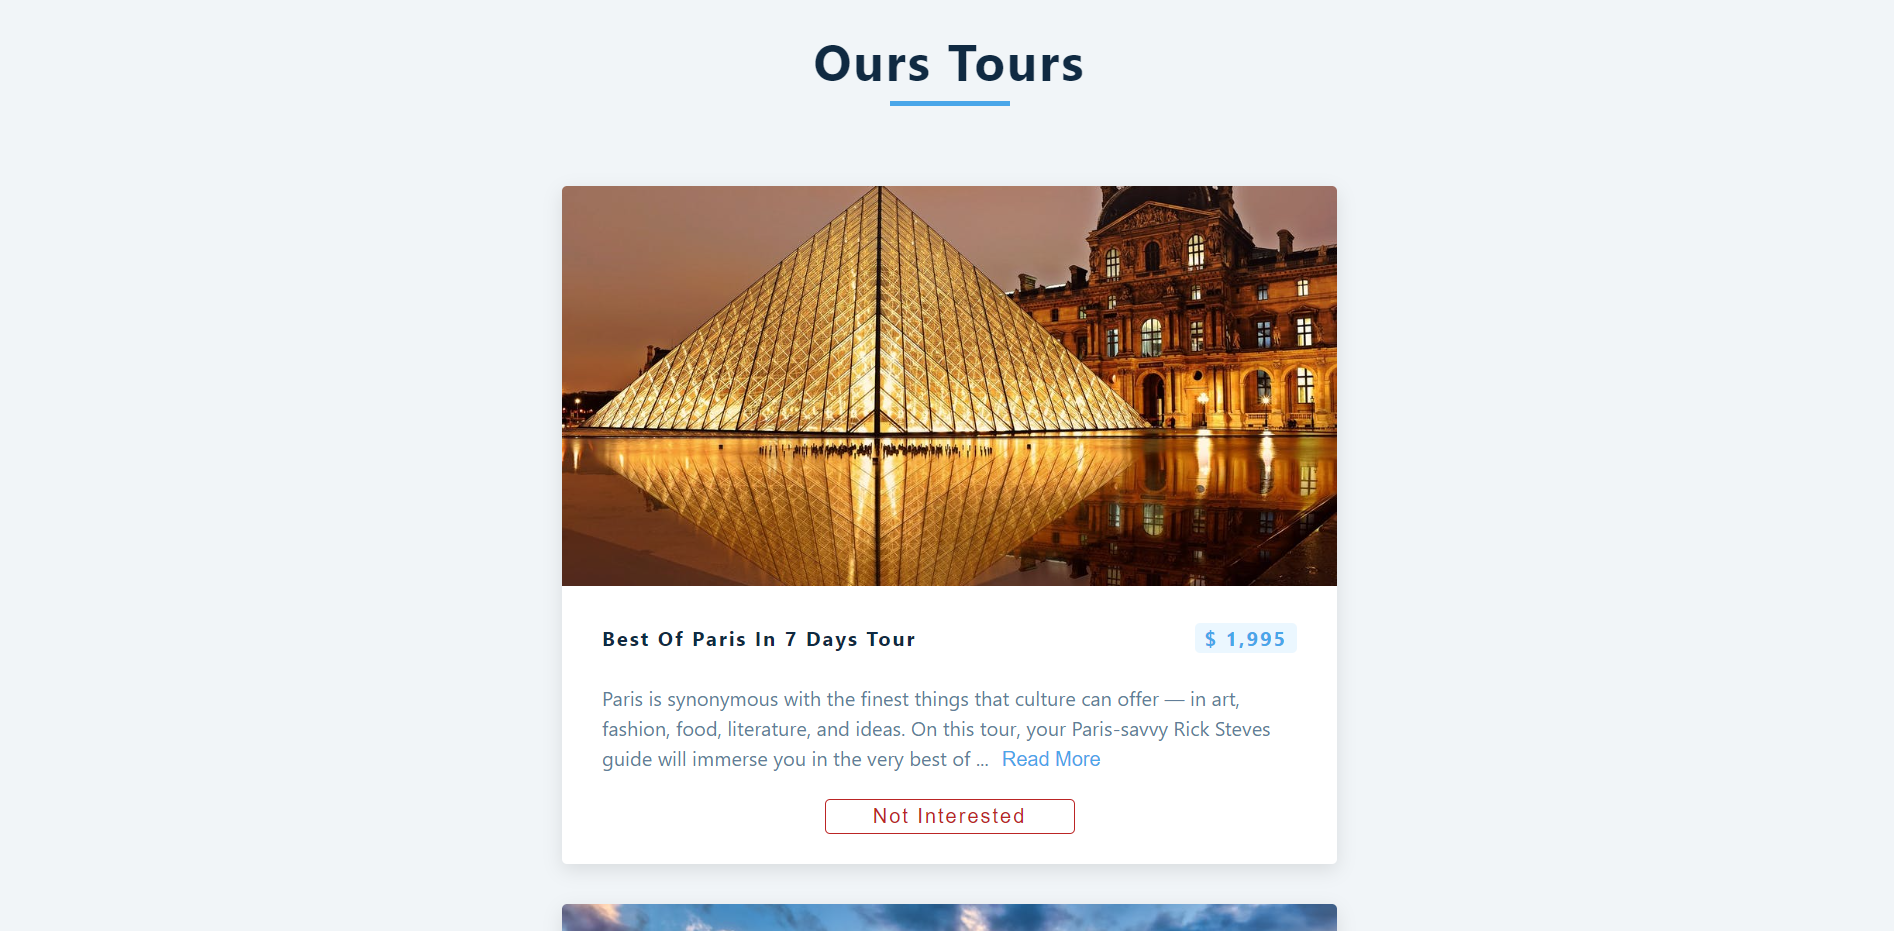 Ours Tours
Best Of Paris In 7 Days Tour
$ 1,995
Paris is synonymous with the finest things that culture can offer — in art,
fashion, food, literature, and ideas. On this tour, your Paris-savvy Rick Steves
guide will immerse you in the very best of ... Read More
Not Interested